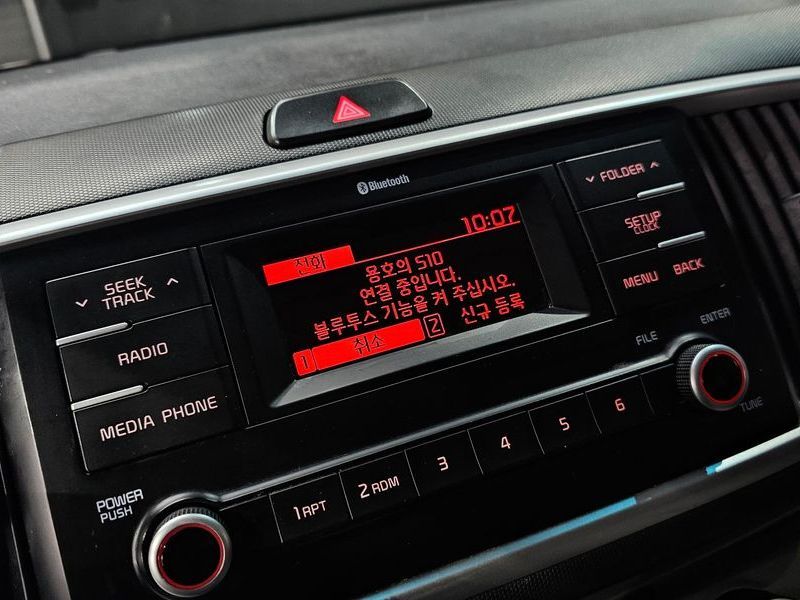 Bluetooth
FOLDER
SETUP
CLOCK
MENU BACK
SEEK
TRACK
RADIO
MEDIA PHONE
10:07
전화
용호의 S10
연결 중입니다.
블루투스 기능을 켜 주십시오.
1 취소 2 신규 등록
FILE
ENTER
TUNE
POWER
PUSH
1 RPT 2 RDM 3 4 5 6